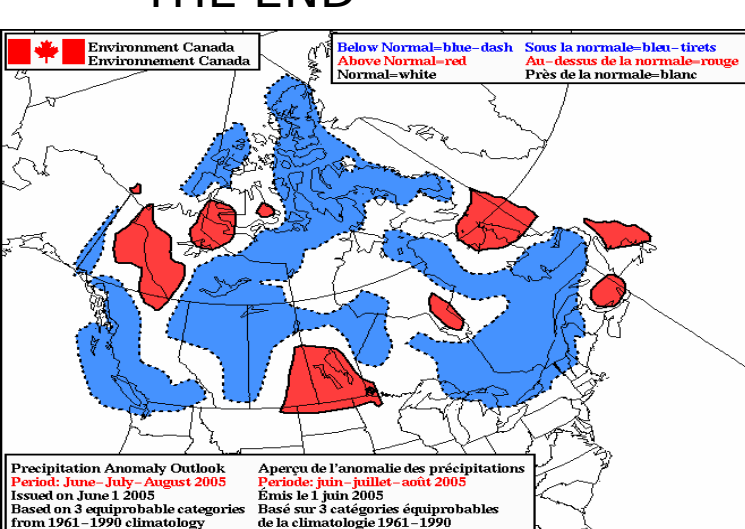 THE END
Environment Canada
Environnement Canada
Below Normal=blue-dash Sous la normale=bleu-tirets
Above Normal=red Au-dessus de la normale=rouge
Normal=white Près de la normale=blanc
Precipitation Anomaly Outlook
Period: June-July-August 2005
Issued on June 1 2005
Based on 3 equiprobable categories
from 1961-1990 climatology
Aperçu de l'anomalie des précipitations
Periode: juin-juillet-août 2005
Émis le 1 juin 2005
Basé sur 3 catégories équiprobables
de la climatologie 1961-1990